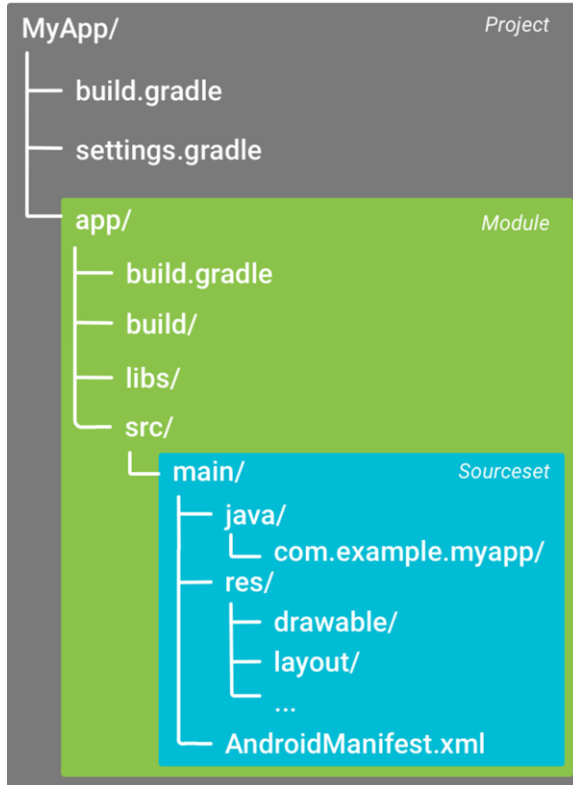 MyApp/ Project
build.gradle
settings.gradle
app/ Module
build.gradle
build/
libs/
src/
main/ Sourceset
java/
com.example.myapp/
res/
drawable/
layout/
...
AndroidManifest.xml